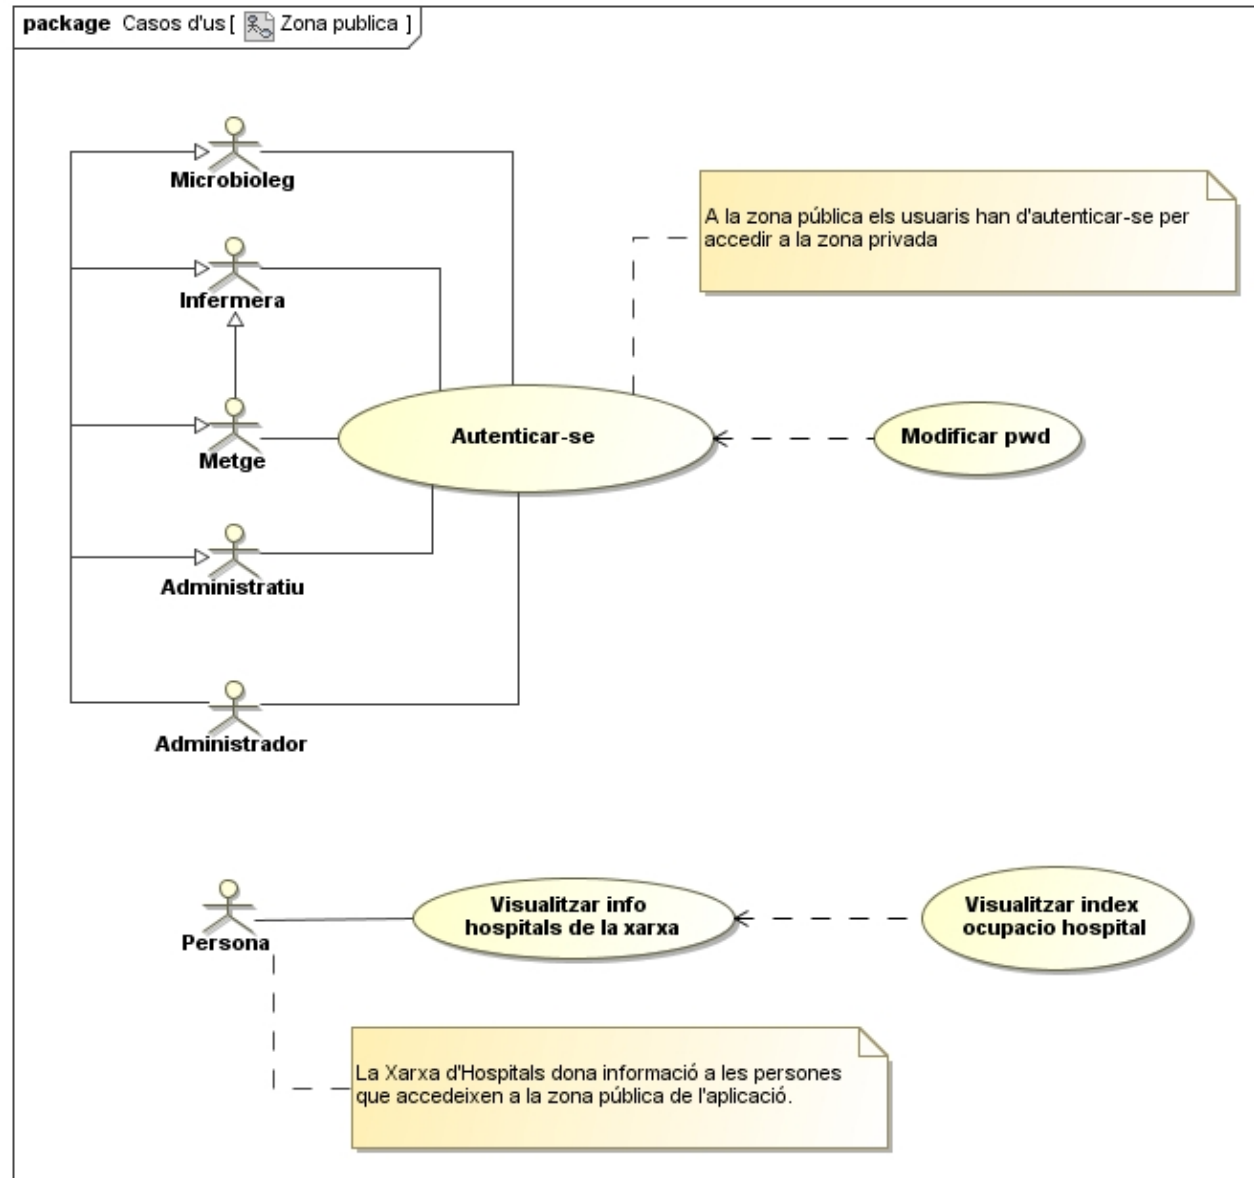 package Casos d'us [ Zona publica ]
Microbioleg
A la zona pública els usuaris han d'autenticar-se per
accedir a la zona privada
Infermera
Autenticar-se
Modificar pwd
Metge
Administratiu
Administrador
Visualitzar info
hospitals de la xarxa
Visualitzar index
ocupacio hospital
Persona
La Xarxa d'Hospitals dona informació a les persones
que accedeixen a la zona pública de l'aplicació.